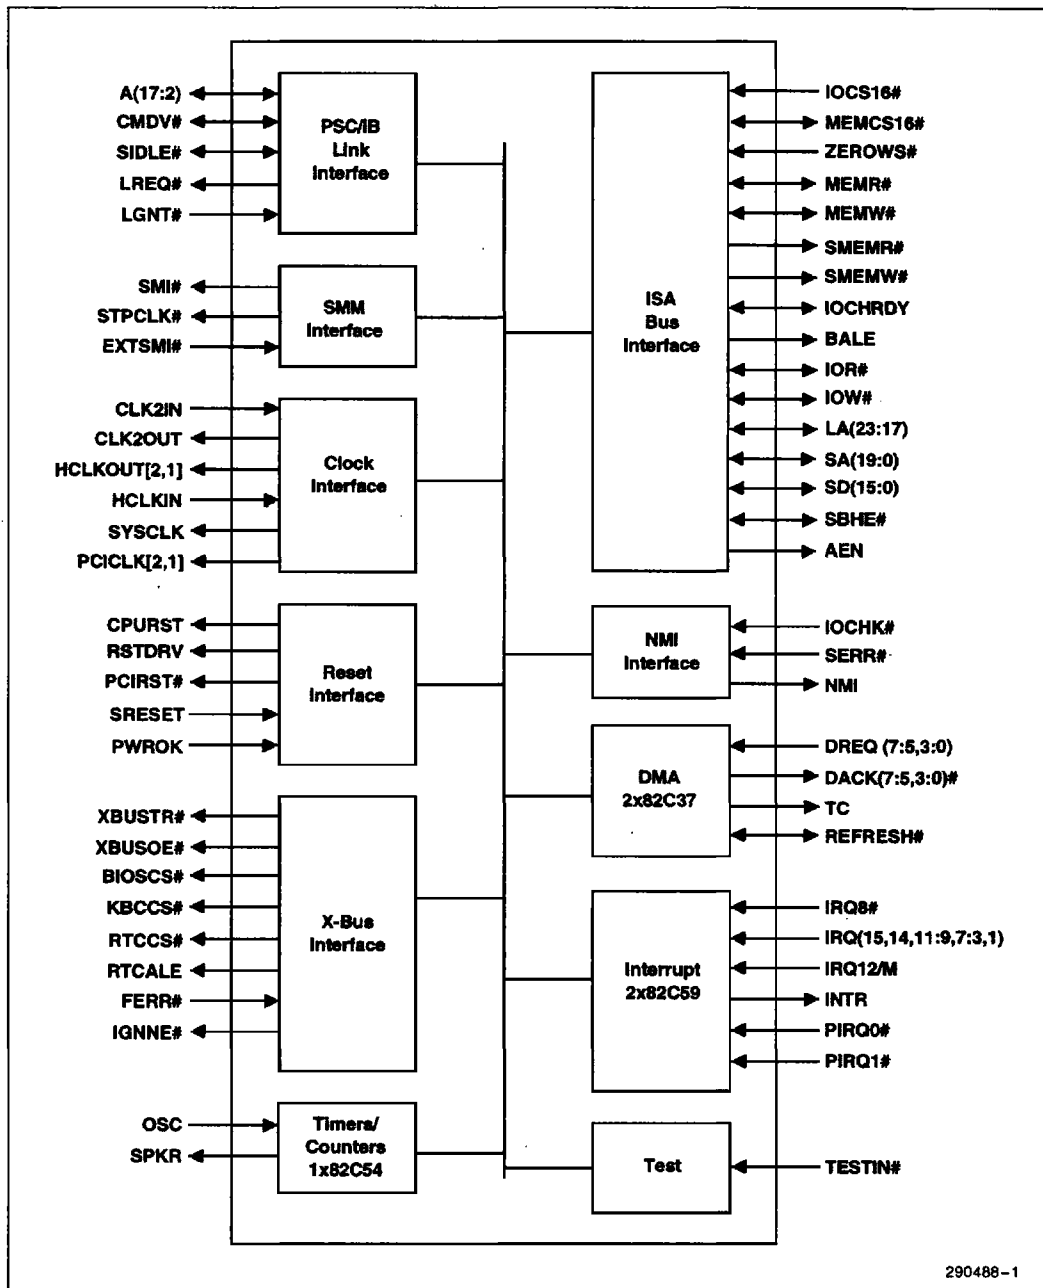 A(17:2)
CMDV#
SIDLE#
LREQ#
LGNT#
PSC/IB
Link
Interface
SMI#
STPCLK#
EXTSMI#
SMM
Interface
CLK2IN
CLK2OUT
HCLKOUT[2,1]
HCLKIN
SYSCLK
PCICLK[2,1]
Clock
Interface
CPURST
RSTDRV
PCIRST#
SRESET
PWROK
Reset
Interface
XBUSTR#
XBUSOE#
BIOSCS#
KBCCS#
RTCCS#
RTCALE
FERR#
IGNNE#
X-Bus
Interface
OSC
SPKR
Timers/
Counters
1x82C54
ISA
Bus
Interface
IOCS16#
MEMCS16#
ZEROWS#
MEMR#
MEMW#
SMEMR#
SMEMW#
IOCHRDY
BALE
IOR#
IOW#
LA(23:17)
SA(19:0)
SD(15:0)
SBHE#
AEN
NMI
Interface
IOCHK#
SERR#
NMI
DMA
2x82C37
DREQ (7:5,3:0)
DACK(7:5,3:0)#
TC
REFRESH#
Interrupt
2x82C59
IRQ8#
IRQ(15,14,11:9,7:3,1)
IRQ12/M
INTR
PIRQ0#
PIRQ1#
Test
TESTIN#
290488-1